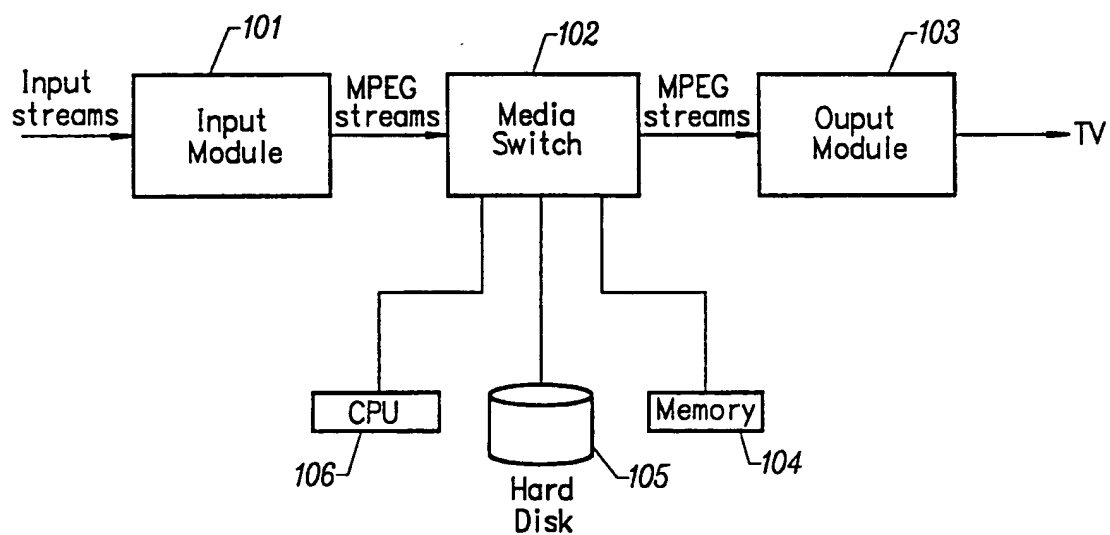 101
102
103
Input
streams
Input
Module
MPEG
streams
Media
Switch
MPEG
streams
Ouput
Module
TV
CPU
106
105
Hard
Disk
Memory
104